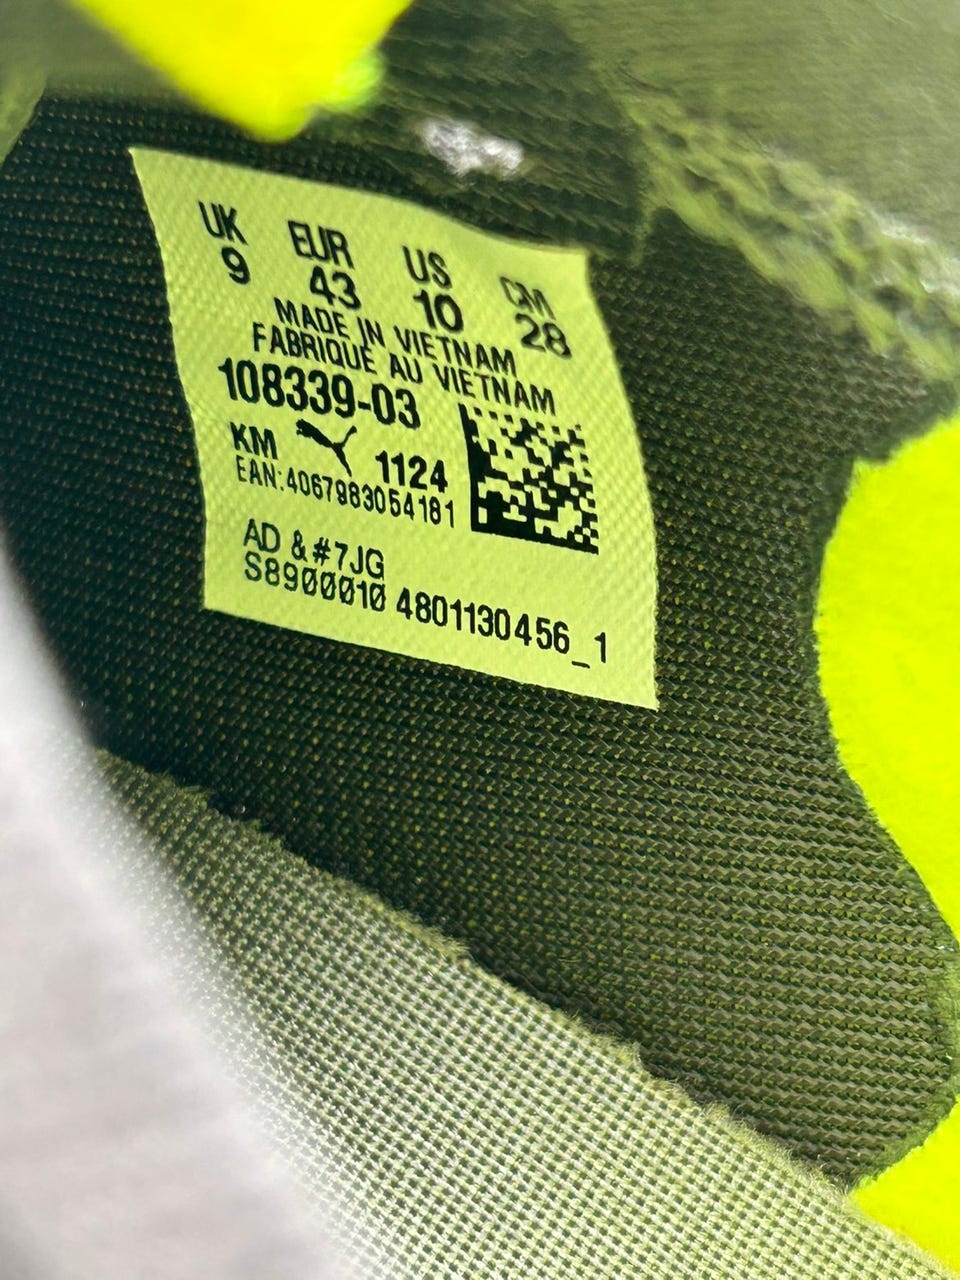 UK EUR US CM
9 43 10 28
MADE IN VIETNAM
FABRIQUE AU VIETNAM
108339-03
KM 1124
EAN:4067983054181
AD &#7JG
S8900010 4801130456_1